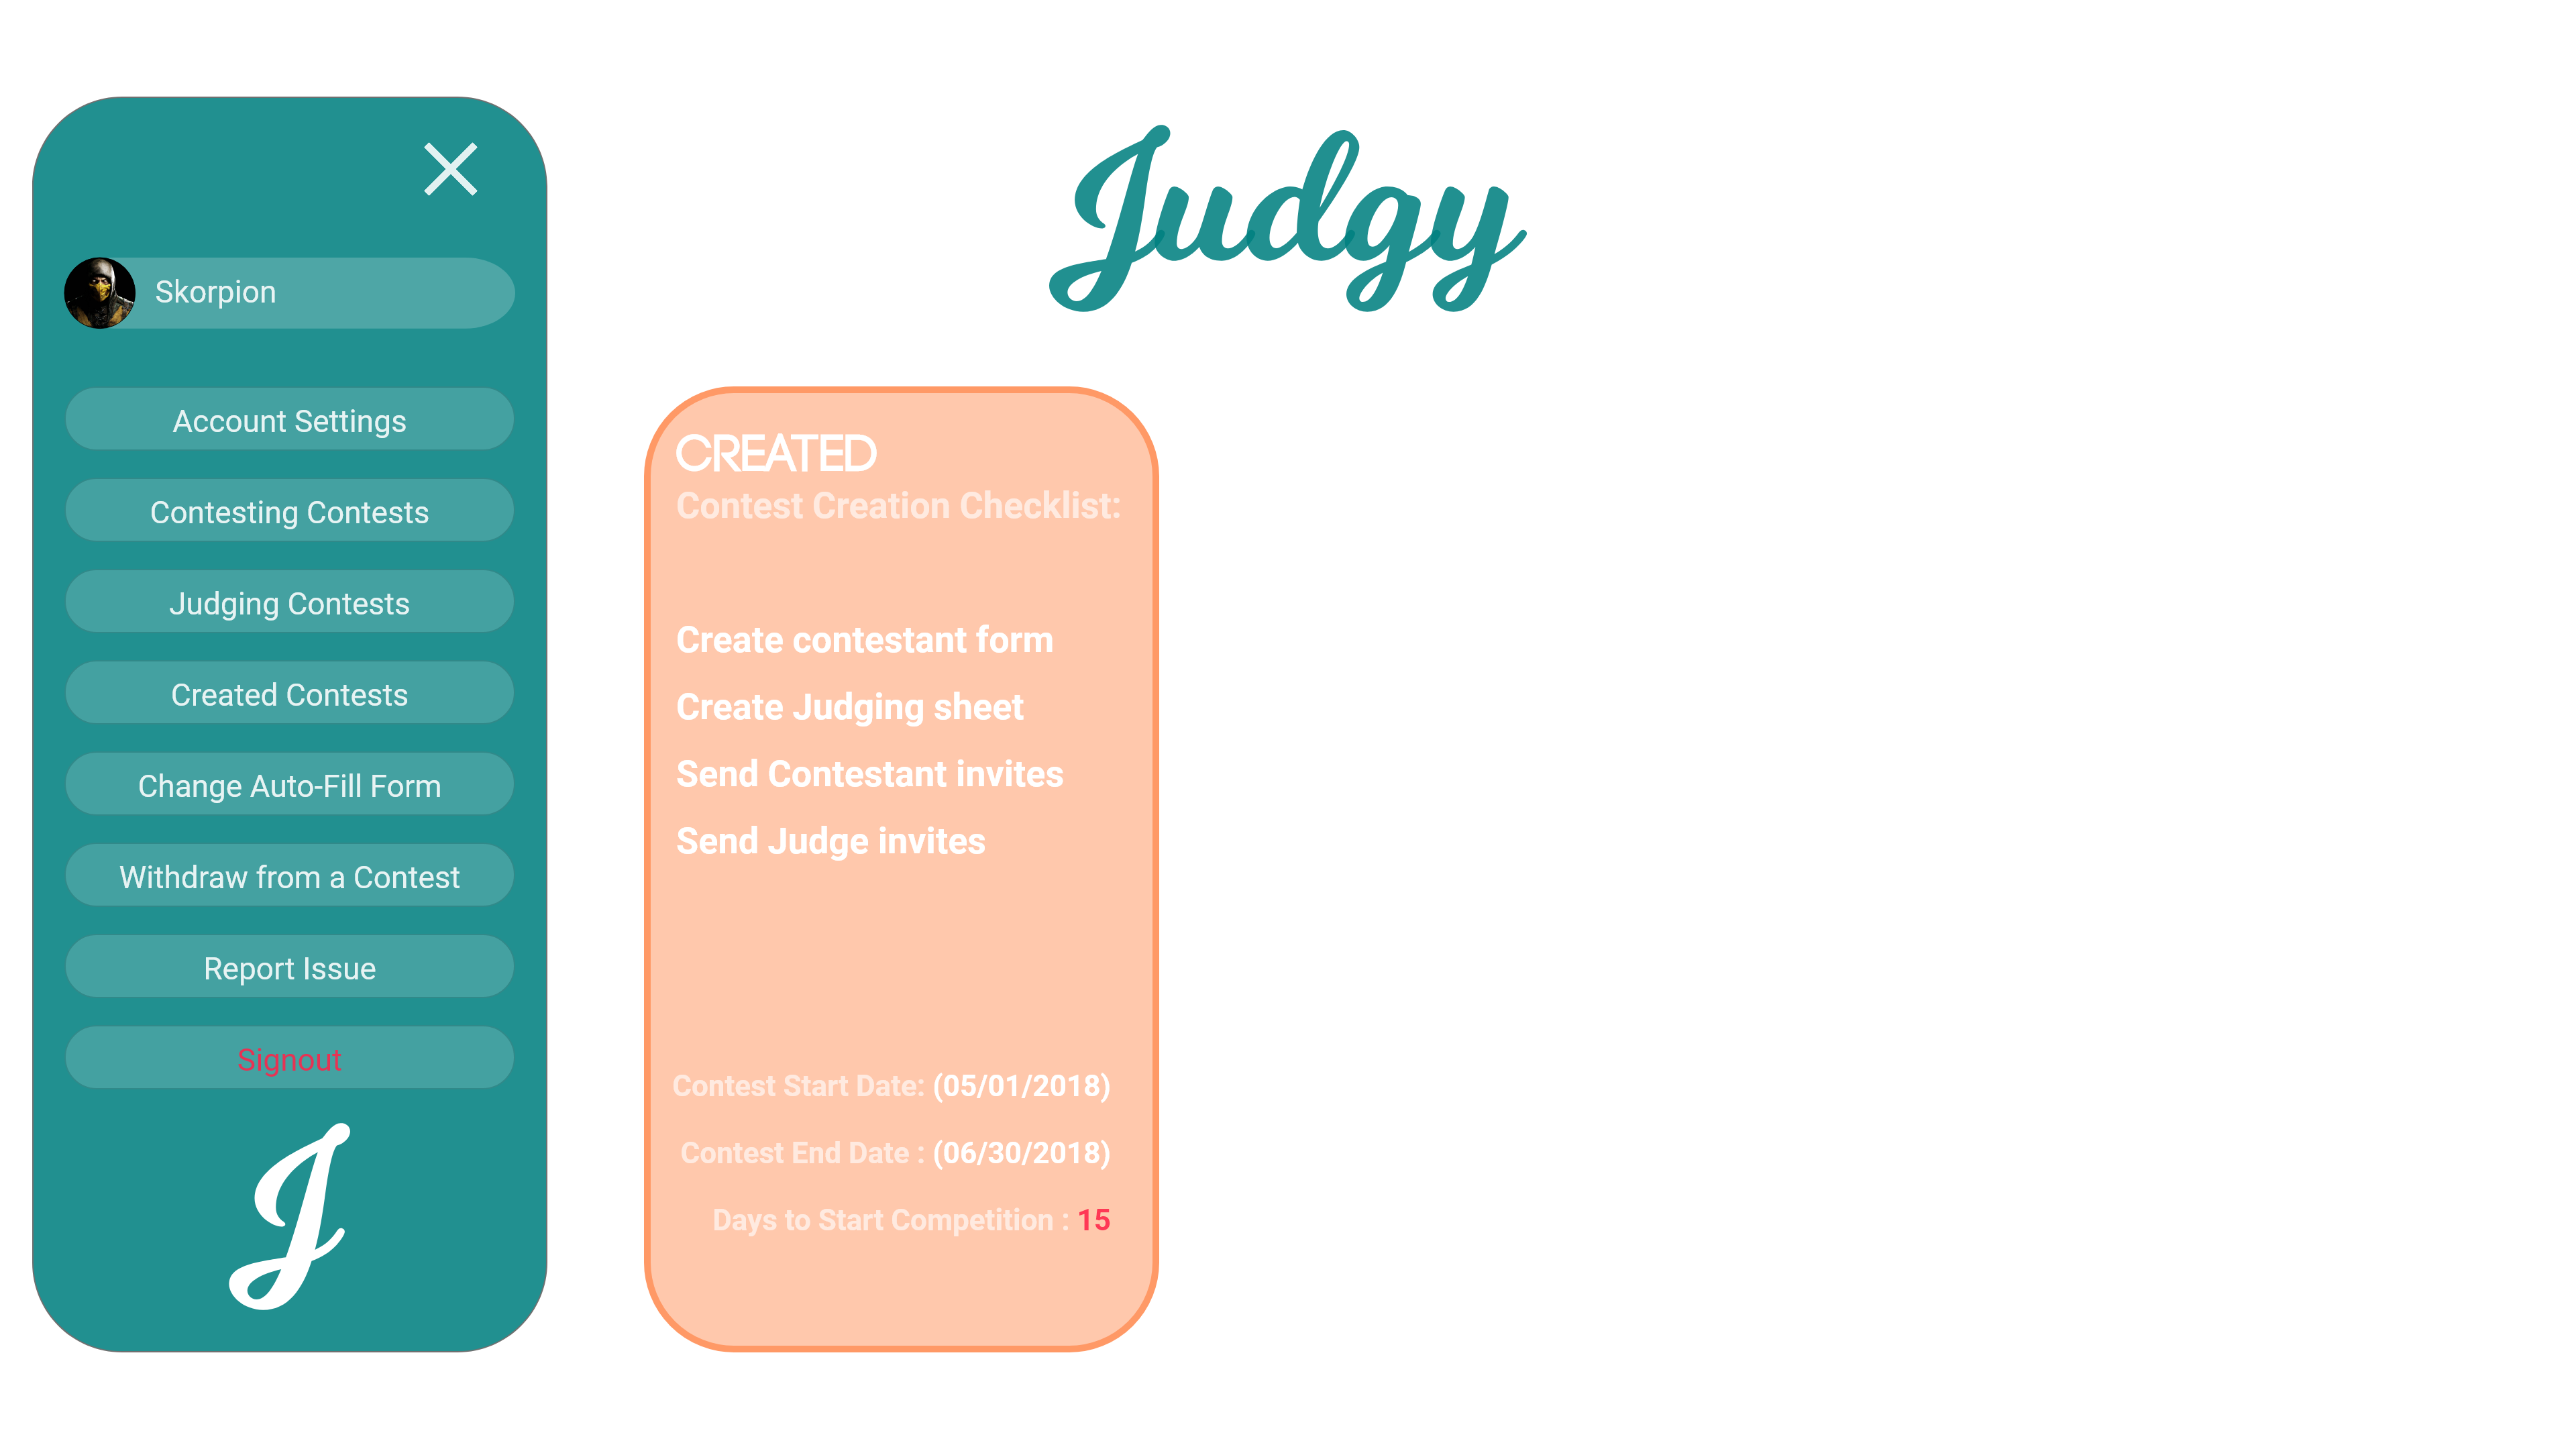 Judgy
Skorpion
Account Settings
Contesting Contests
Judging Contests
Created Contests
Change Auto-Fill Form
Withdraw from a Contest
Report Issue
Signout
J
CREATED
Contest Creation Checklist:
Create contestant form
Create Judging sheet
Send Contestant invites
Send Judge invites
Contest Start Date: (05/01/2018)
Contest End Date : (06/30/2018)
Days to Start Competition : 15